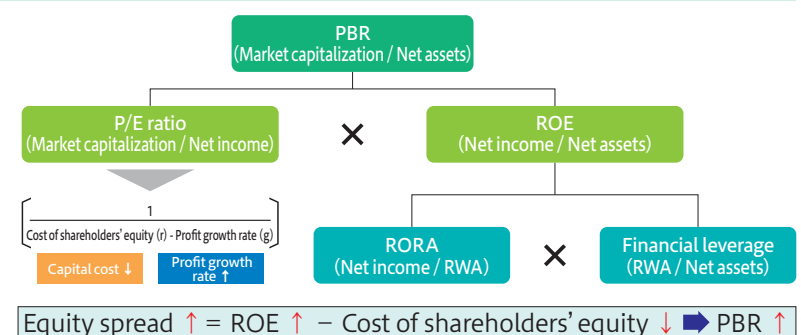 PBR
(Market capitalization / Net assets)
P/E ratio
(Market capitalization / Net income)
×
ROE
(Net income / Net assets)
1
Cost of shareholders' equity (r) - Profit growth rate (g)
Capital cost ↓
Profit growth
rate ↑
RORA
(Net income / RWA)
×
Financial leverage
(RWA / Net assets)
Equity spread ↑ = ROE ↑ − Cost of shareholders' equity ↓ ➡ PBR ↑